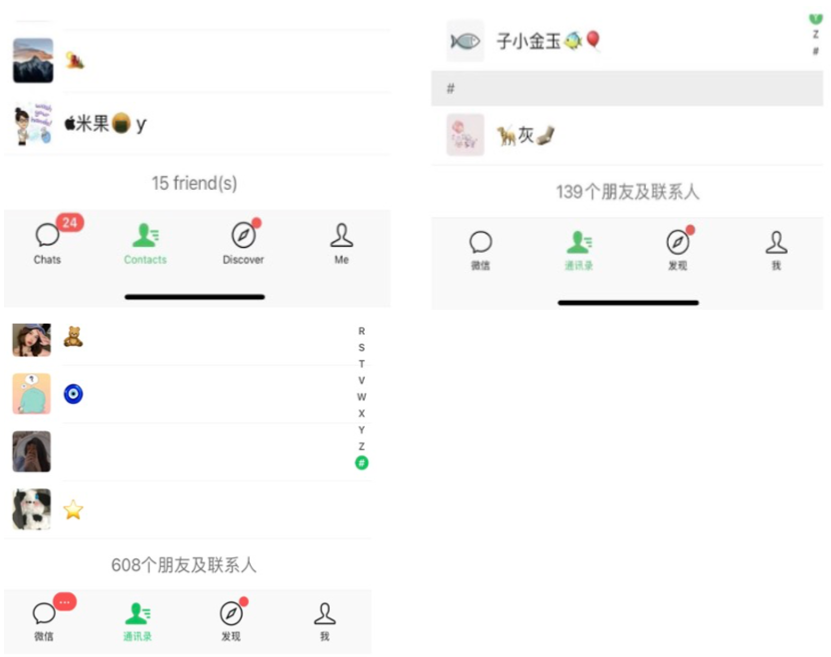 米果 y
15 friend(s)
24
Chats
Contacts
Discover
Me
子小金玉
Z
#
#
灰
139个朋友及联系人
微信
通讯录
发现
我
R
S
T
V
W
X
Y
Z
#
608个朋友及联系人
...
微信
通讯录
发现
我